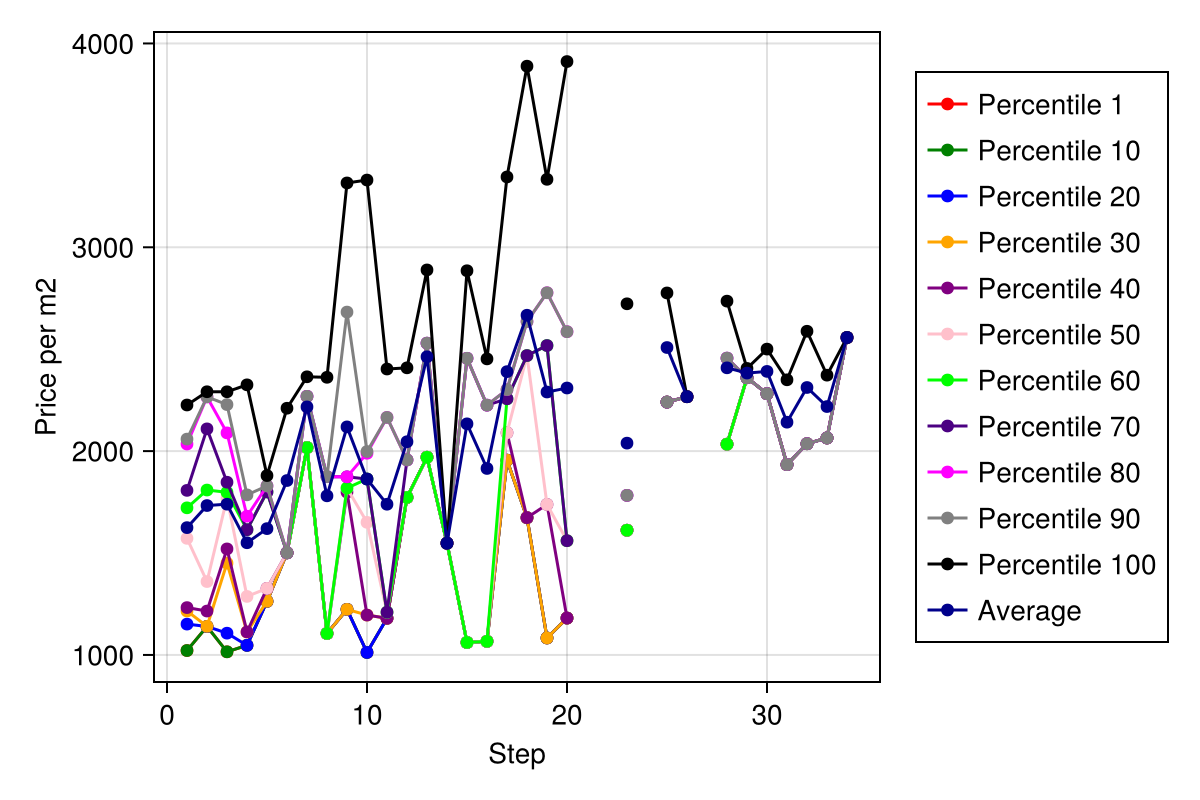 4000
3000
2000
1000
Price per m2
0 10 20 30
Step
Percentile 1
Percentile 10
Percentile 20
Percentile 30
Percentile 40
Percentile 50
Percentile 60
Percentile 70
Percentile 80
Percentile 90
Percentile 100
Average